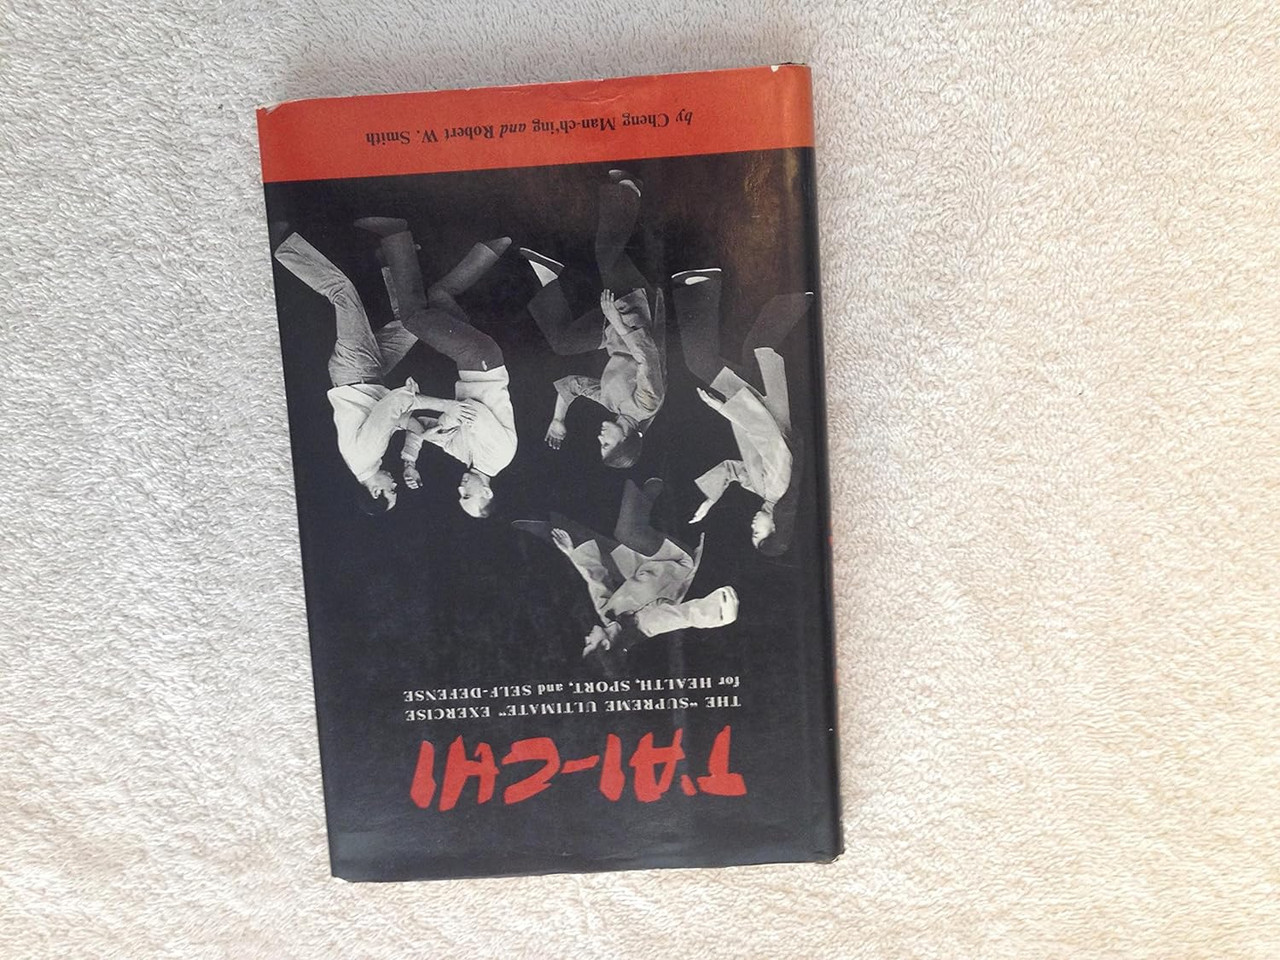 T'AI-CHI
THE "SUPREME ULTIMATE" EXERCISE
for HEALTH, SPORT, and SELF-DEFENSE
by Cheng Man-ch'ing and Robert W. Smith